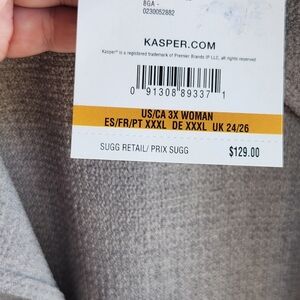 8GA -
0230052882
KASPER.COM
Kasper® is a registered trademark of Premier Brands IP LLC, all rights reserved
0 91308 89337 1
US/CA 3X WOMAN
ES/FR/PT XXXL DE XXXL UK 24/26
SUGG RETAIL/ PRIX SUGG $129.00